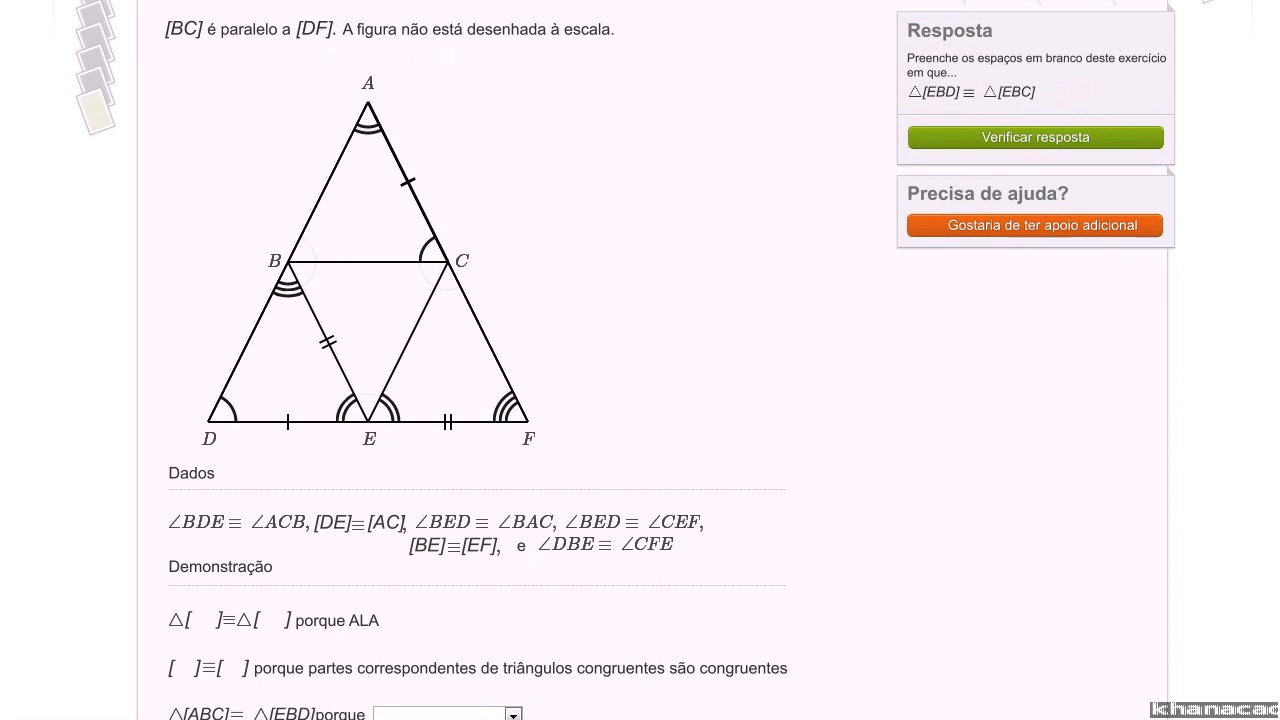 [BC] é paralelo a [DF]. A figura não está desenhada à escala.
Resposta
Preenche os espaços em branco deste exercício
em que...
△[EBD] ≡ △[EBC]
Verificar resposta
Precisa de ajuda?
Gostaria de ter apoio adicional
A
B
C
D
E
F
Dados
∠BDE ≡ ∠ACB, [DE]≡[AC], ∠BED ≡ ∠BAC, ∠BED ≡ ∠CEF,
[BE]≡[EF], e ∠DBE ≡ ∠CFE
Demonstração
△[ ]≡△[ ] porque ALA
[ ]≡[ ] porque partes correspondentes de triângulos congruentes são congruentes
△[ABC]≡ △[EBD]porque
khanacad